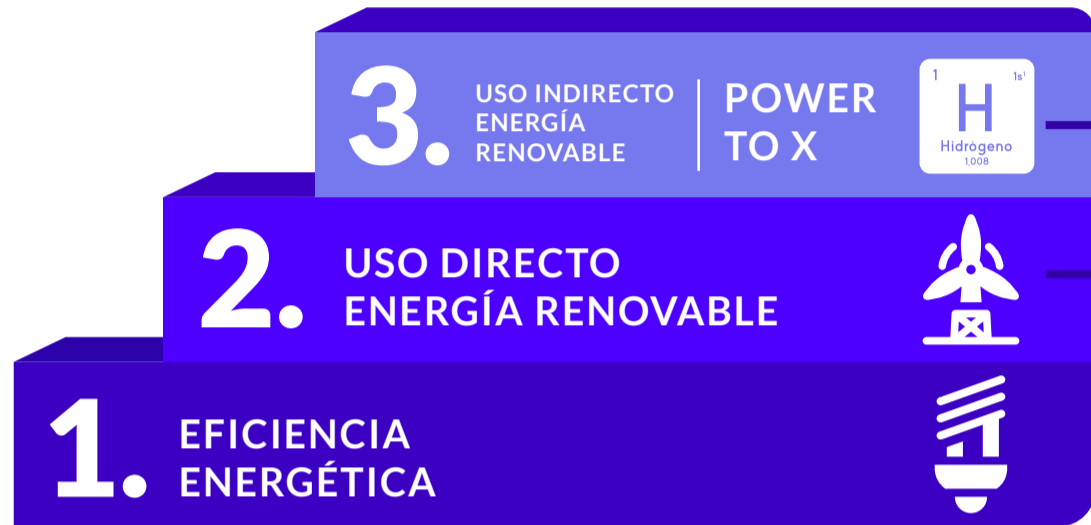 3.
USO INDIRECTO
ENERGÍA
RENOVABLE
POWER
TO X
1
1s¹
H
Hidrógeno
1,008
2.
USO DIRECTO
ENERGÍA RENOVABLE
1.
EFICIENCIA
ENERGÉTICA